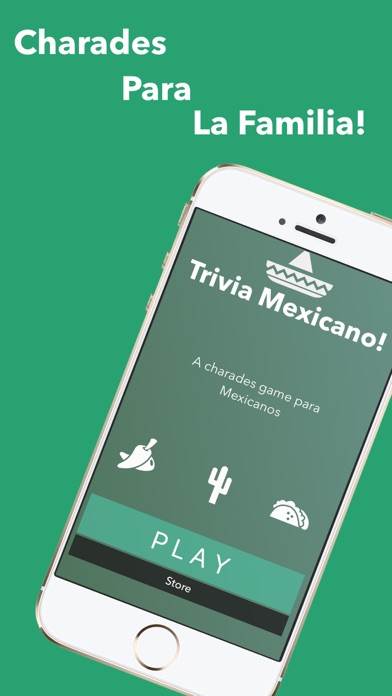 Charades
Para
La Familia!
Trivia Mexicano!
A charades game para
Mexicanos
PLAY
Store